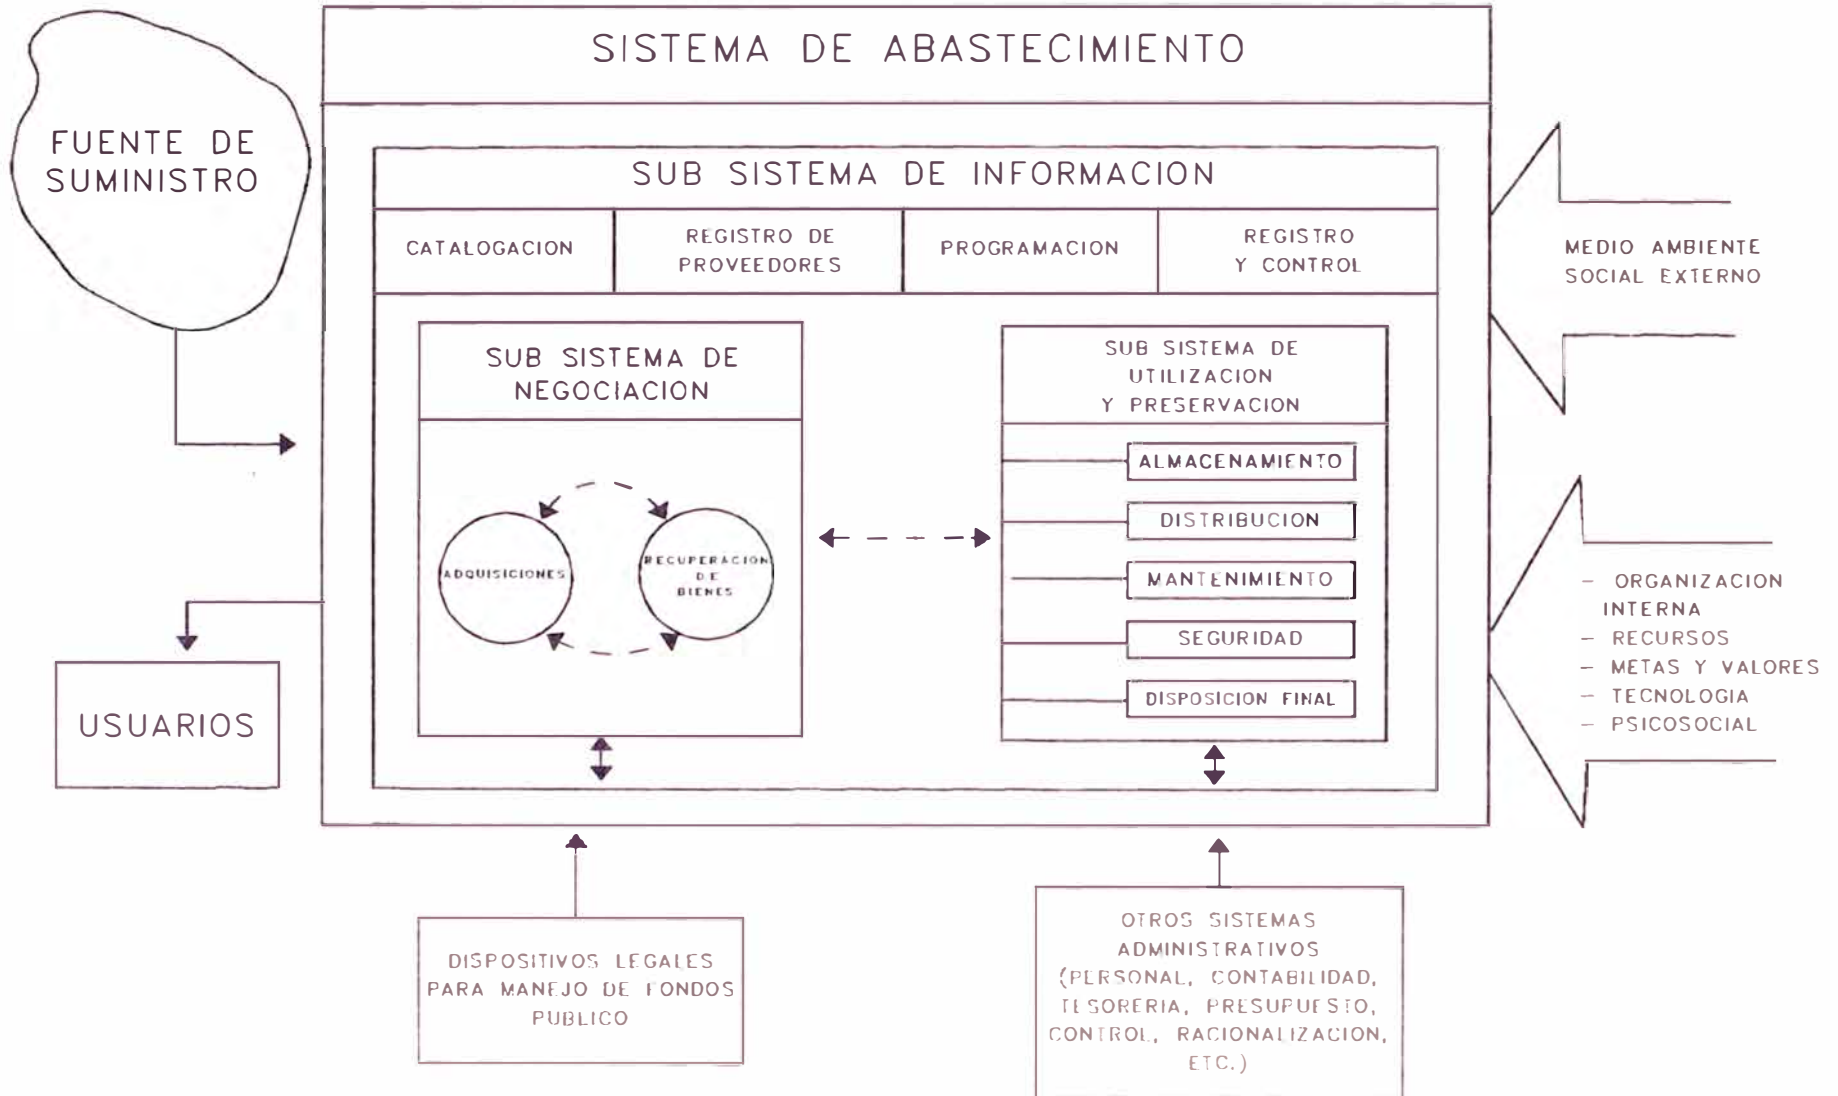 SISTEMA DE ABASTECIMIENTO
FUENTE DE
SUMINISTRO
SUB SISTEMA DE INFORMACION
CATALOGACION
REGISTRO DE
PROVEEDORES
PROGRAMACION
REGISTRO
Y CONTROL
MEDIO AMBIENTE
SOCIAL EXTERNO
SUB SISTEMA DE
NEGOCIACION
ADQUISICIONES
RECUPERACION
DE
BIENES
SUB SISTEMA DE
UTILIZACION
Y PRESERVACION
ALMACENAMIENTO
DISTRIBUCION
MANTENIMIENTO
SEGURIDAD
DISPOSICION FINAL
- ORGANIZACION
INTERNA
- RECURSOS
- METAS Y VALORES
- TECNOLOGIA
- PSICOSOCIAL
USUARIOS
DISPOSITIVOS LEGALES
PARA MANEJO DE FONDOS
PUBLICO
OTROS SISTEMAS
ADMINISTRATIVOS
(PERSONAL, CONTABILIDAD,
TESORERIA, PRESUPUESTO,
CONTROL, RACIONALIZACION,
ETC.)